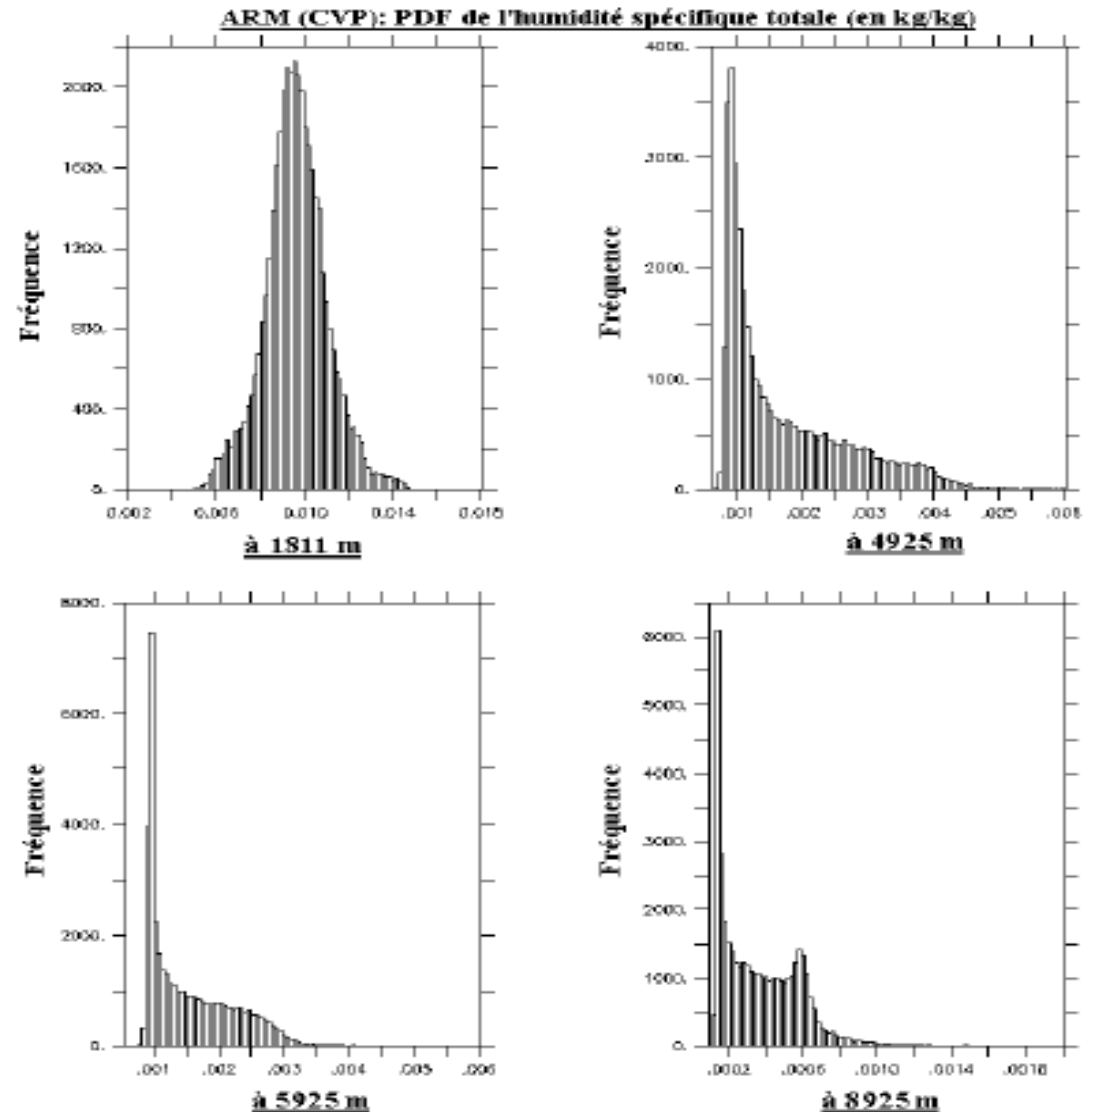 ARM (CVP): PDF de l'humidité spécifique totale (en kg/kg)
Fréquence
2000.
1600.
1200.
800.
400.
0.
0.002 0.006 0.010 0.014 0.018
à 1811 m
Fréquence
4000.
3000.
2000.
1000.
0.
.001 .002 .003 .004 .005 .006
à 4925 m
Fréquence
8000.
6000.
4000.
2000.
0.
.001 .002 .003 .004 .005 .006
à 5925 m
Fréquence
6000.
5000.
4000.
3000.
2000.
1000.
0.
.0002 .0006 .0010 .0014 .0018
à 8925 m